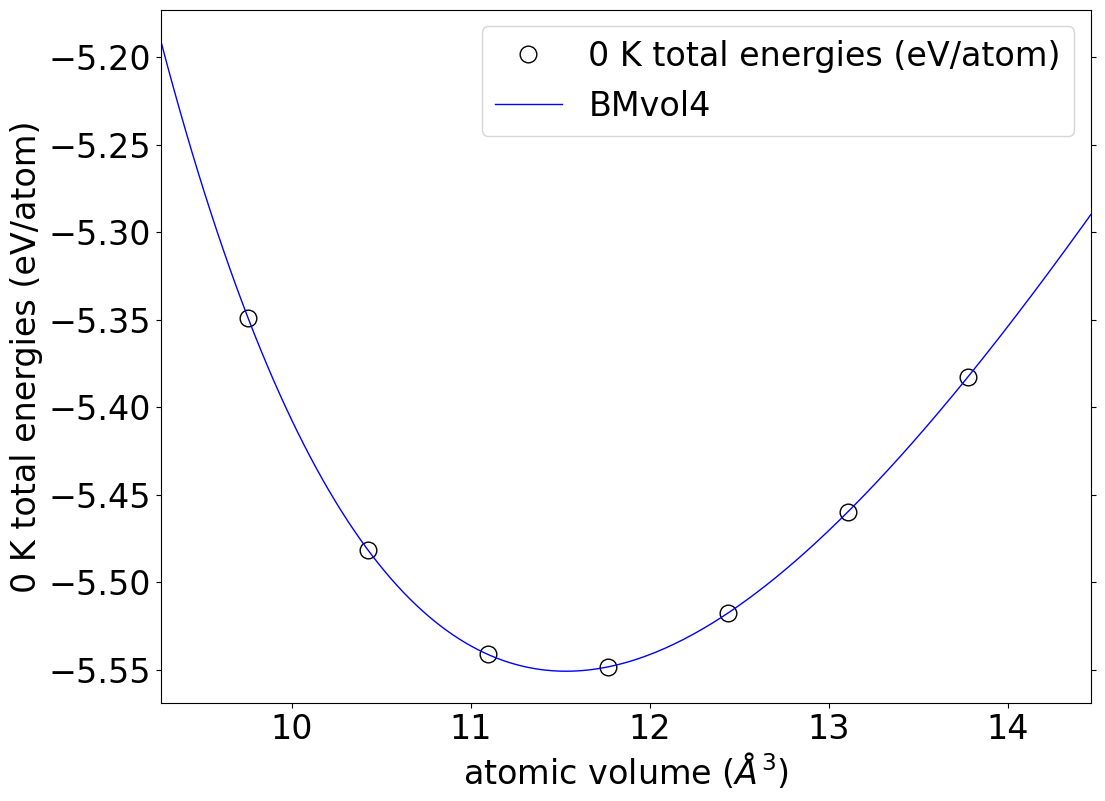 0 K total energies (eV/atom)
BMvol4
0 K total energies (eV/atom)
−5.20
−5.25
−5.30
−5.35
−5.40
−5.45
−5.50
−5.55
10 11 12 13 14
atomic volume (Å³)